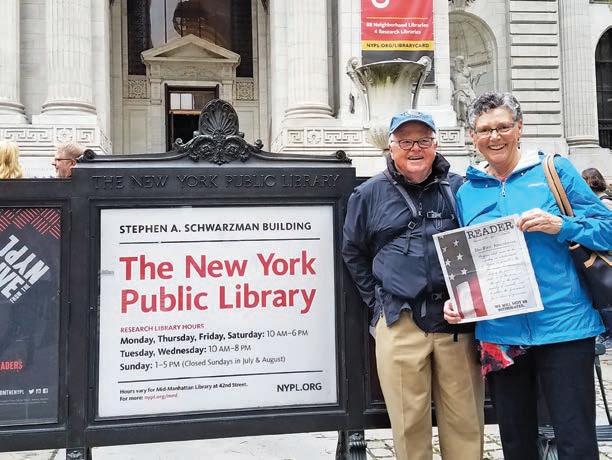 88 Neighborhood Libraries
4 Research Libraries
NYPL.ORG/LIBRARYCARD
THE NEW YORK PUBLIC LIBRARY
STEPHEN A. SCHWARZMAN BUILDING
The New York
Public Library
RESEARCH LIBRARY HOURS
Monday, Thursday, Friday, Saturday: 10 AM–6 PM
Tuesday, Wednesday: 10 AM–8 PM
Sunday: 1–5 PM (Closed Sundays in July & August)
Hours vary for Mid-Manhattan Library at 42nd Street.
For more: nypl.org/mml.
NYPL.ORG
READER
WE WILL NOT BE